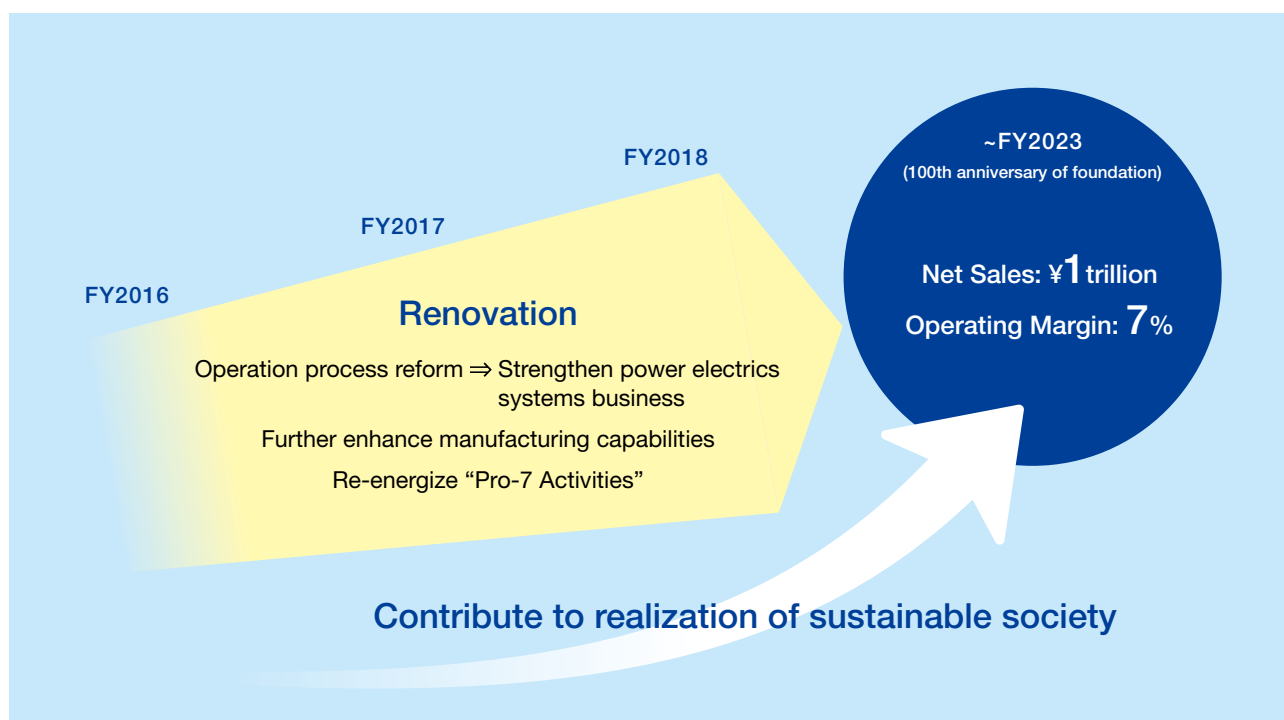 FY2016
FY2017
FY2018
Renovation
Operation process reform ⇒ Strengthen power electrics
systems business
Further enhance manufacturing capabilities
Re-energize “Pro-7 Activities”
~FY2023
(100th anniversary of foundation)
Net Sales: ¥1 trillion
Operating Margin: 7%
Contribute to realization of sustainable society